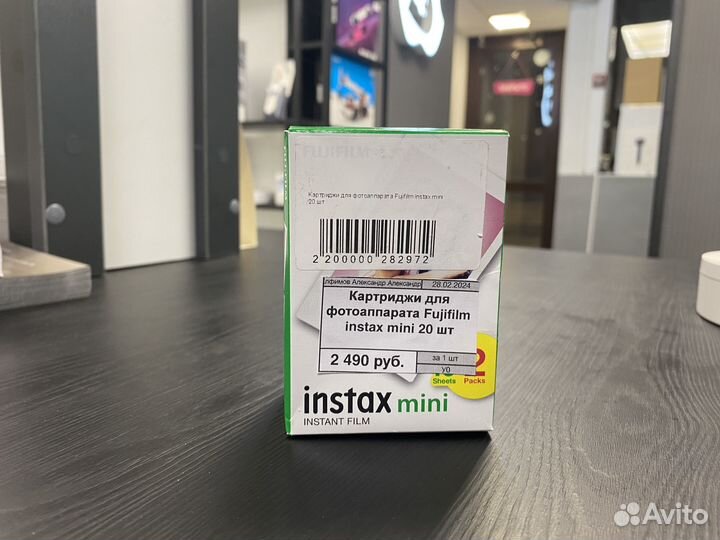 FUJIFILM
Картриджи для фотоаппарата Fujifilm instax mini
20 шт
2 200000 282972
лфимов Александр Александр 28.02.2024
Картриджи для
фотоаппарата Fujifilm
instax mini 20 шт
2 490 руб.
за 1 шт
У0
2
Sheets
Packs
instax mini
INSTANT FILM
Avito